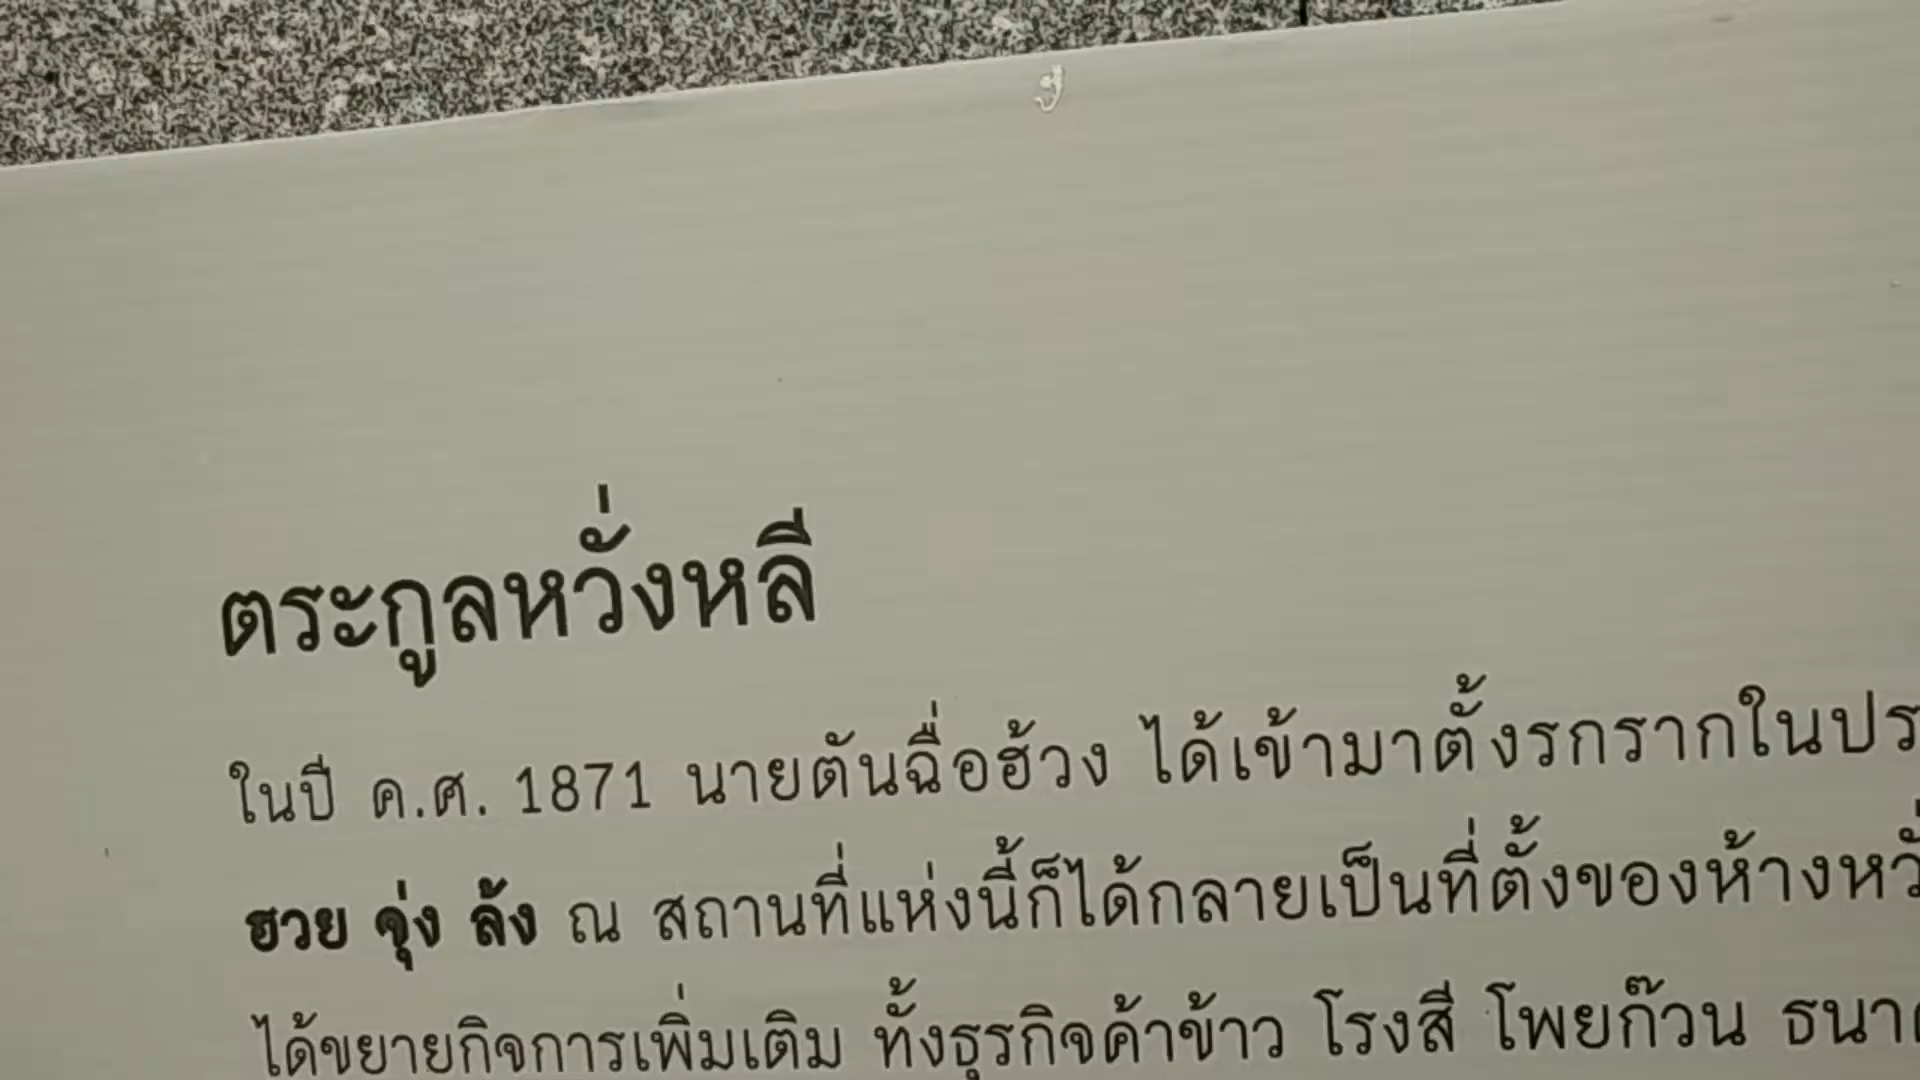 ตระกูลหวั่งหลี
ในปี ค.ศ. 1871 นายตันฉื่อฮ้วง ได้เข้ามาตั้งรกรากในปร
ฮวย จุ่ง ล้ง ณ สถานที่แห่งนี้ก็ได้กลายเป็นที่ตั้งของห้างหวั่
ได้ขยายกิจการเพิ่มเติม ทั้งธุรกิจค้าข้าว โรงสี โพยก๊วน ธนา